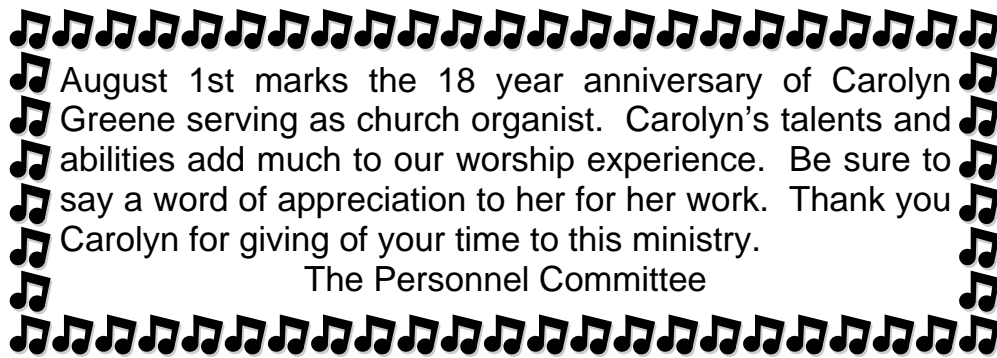 August 1st marks the 18 year anniversary of Carolyn
Greene serving as church organist.  Carolyn’s talents and
abilities add much to our worship experience.  Be sure to
say a word of appreciation to her for her work.  Thank you
Carolyn for giving of your time to this ministry.
The Personnel Committee